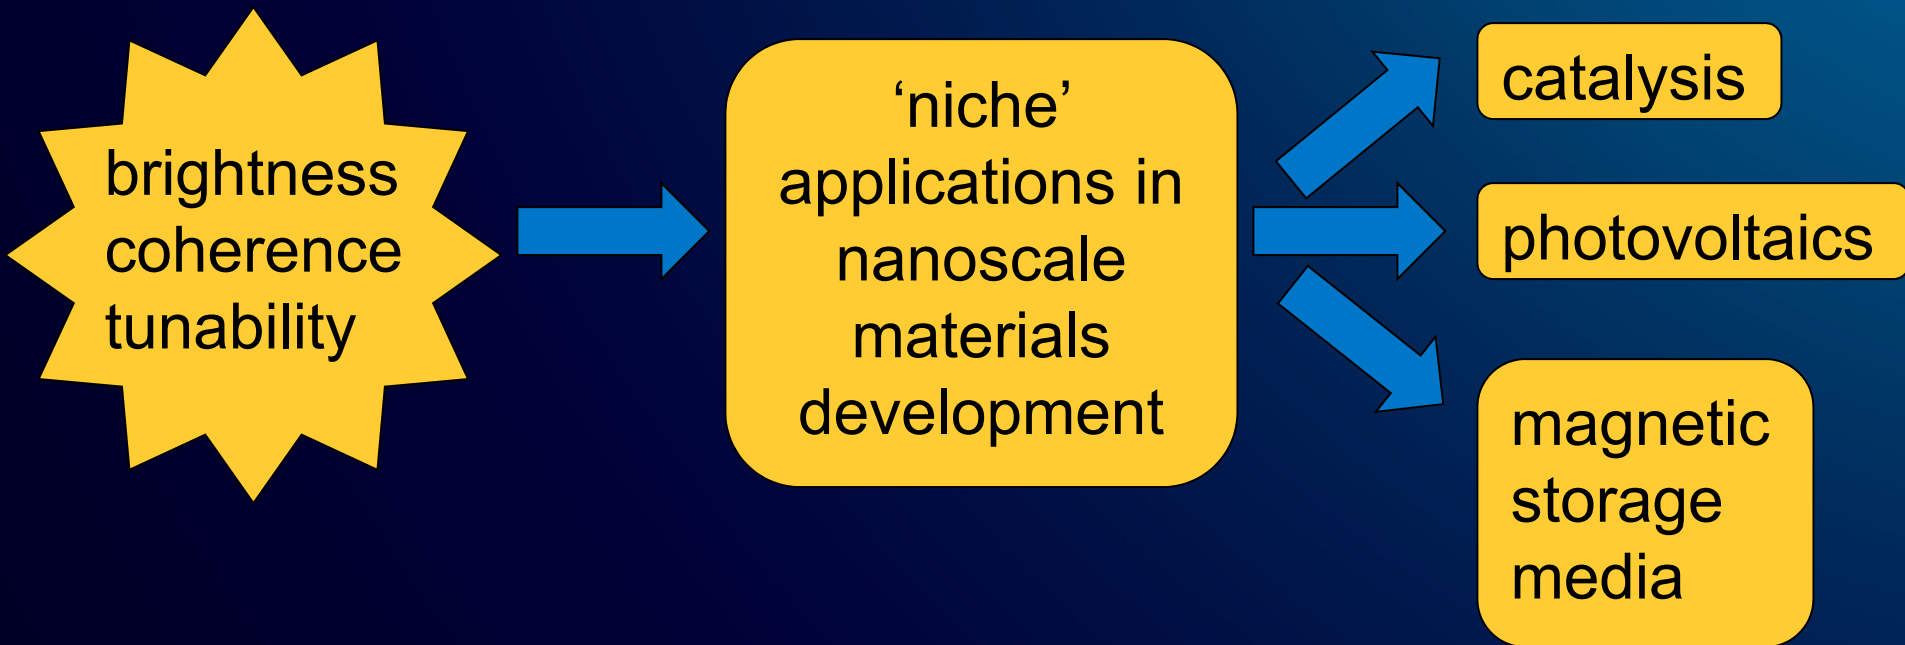 brightness
coherence
tunability
‘niche’
applications in
nanoscale
materials
development
catalysis
photovoltaics
magnetic
storage
media